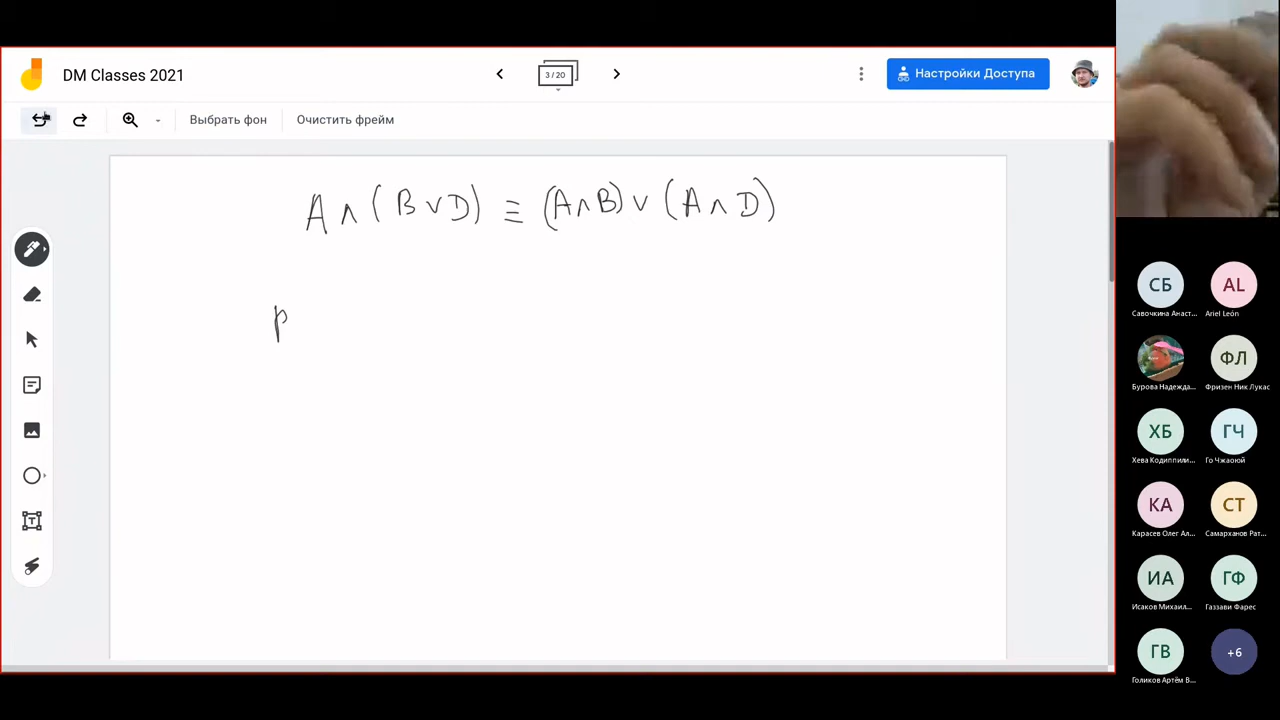 DM Classes 2021
3 / 20
Настройки Доступа
Выбрать фон
Очистить фрейм
A ∧ (B ∨ D) ≡ (A ∧ B) ∨ (A ∧ D)
P
СБ
Савочкина Анаст...
AL
Ariel León
Бурова Надежда...
ФЛ
Фризен Ник Лукас
ХБ
Хева Кодиппили...
ГЧ
Го Чжаоюй
КА
Карасев Олег Ал...
СТ
Самарханов Рат...
ИА
Исаков Михаил...
ГФ
Газзави Фарес
ГВ
Голиков Артём В...
+6